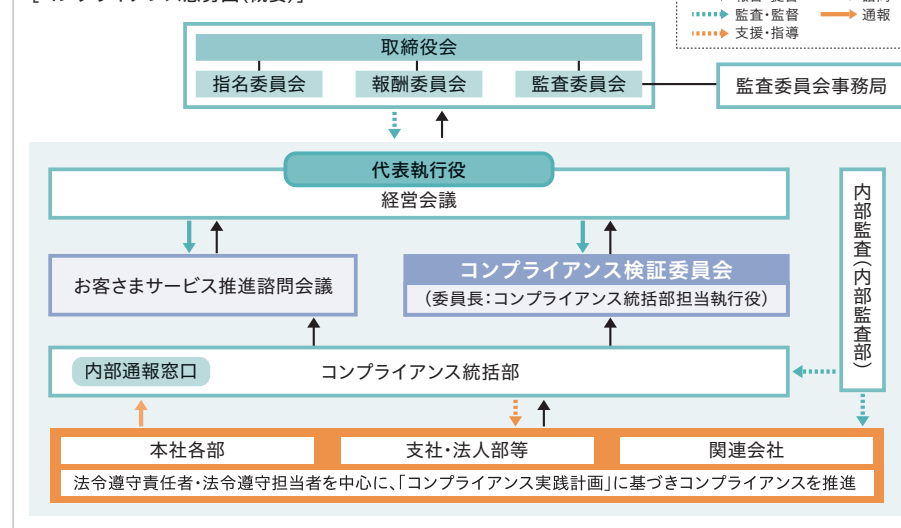 監査・監督
通報
支援・指導
取締役会
指名委員会
報酬委員会
監査委員会
監査委員会事務局
代表執行役
経営会議
お客さまサービス推進諮問会議
コンプライアンス検証委員会
（委員長：コンプライアンス統括部担当執行役）
内部監査（内部監査部）
内部通報窓口
コンプライアンス統括部
本社各部
支社・法人部等
関連会社
法令遵守責任者・法令遵守担当者を中心に、「コンプライアンス実践計画」に基づきコンプライアンスを推進